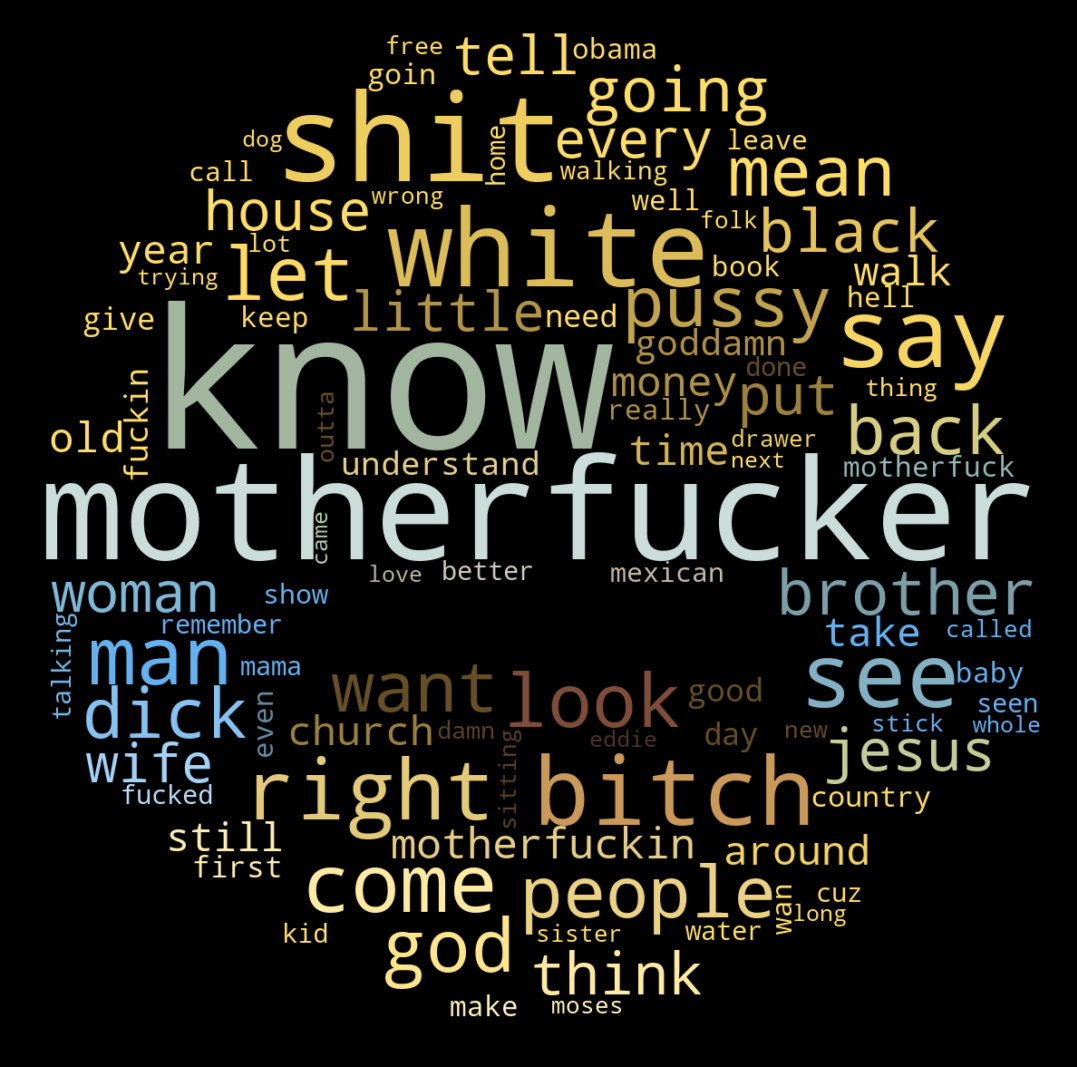 free tell obama
goin going
shit
dog home every leave
call walking mean
house wrong well folk black
year lot white
trying let book walk
give keep little need pussy hell
say
know goddamn
fuckin money done put thing
old outta really back
understand time drawer
next motherfuck
motherfucker
came
love better mexican
woman show brother
talking remember take called
man mama see baby
want look good seen
dick even church damn eddie day new stick whole
wife sitting jesus
fucked right bitch country
still motherfuckin around
first
come people wan cuz
long
kid god sister water
think
make moses